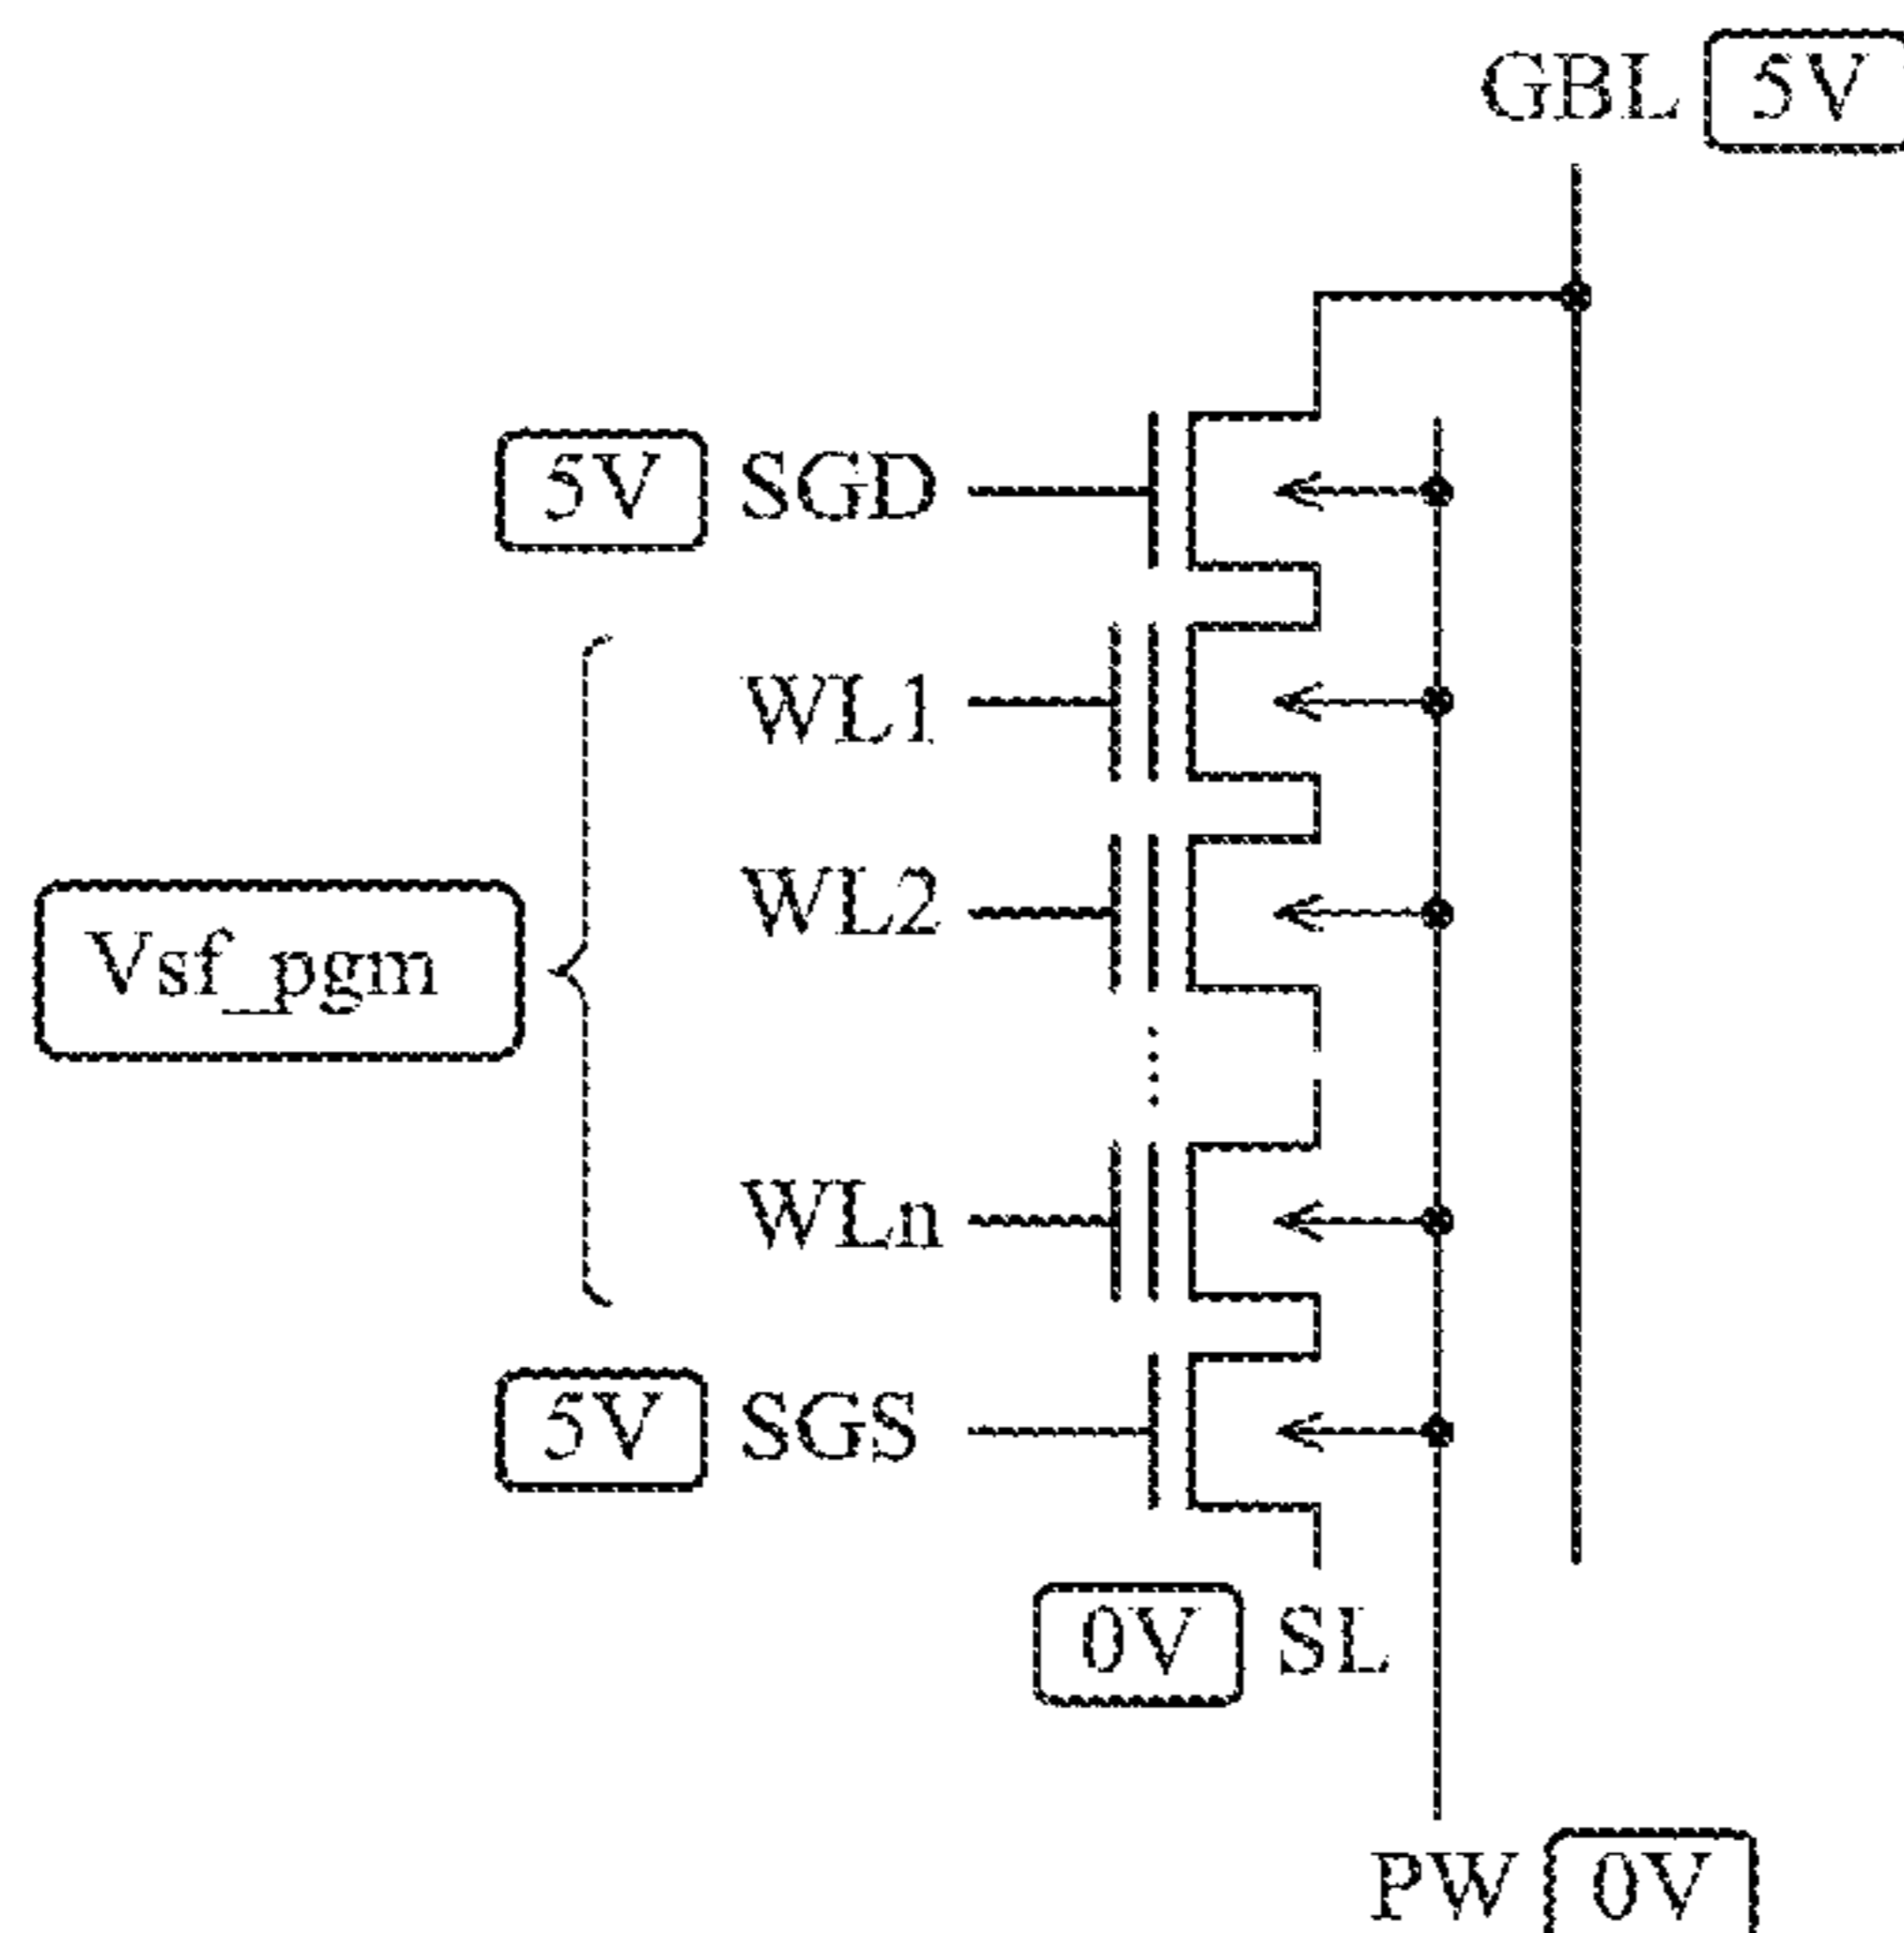 GBL 5V
5V SGD
WL1
WL2
Vsf_pgm
WLn
5V SGS
0V SL
PW 0V